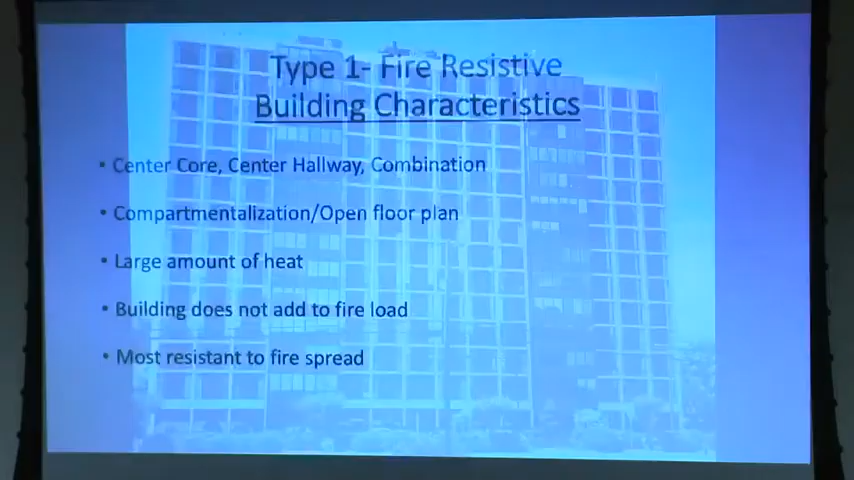 Type 1- Fire Resistive
Building Characteristics
• Center Core, Center Hallway, Combination
• Compartmentalization/Open floor plan
• Large amount of heat
• Building does not add to fire load
• Most resistant to fire spread